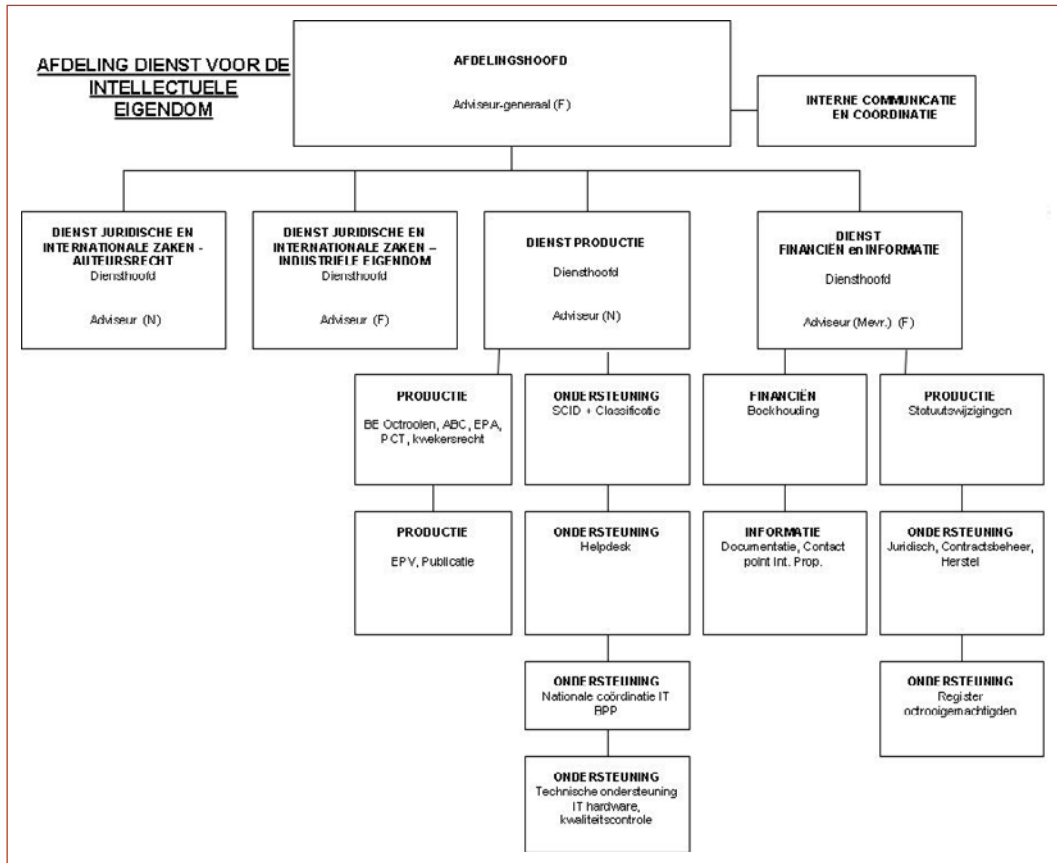 AFDELING DIENST VOOR DE
INTELLECTUELE
EIGENDOM
AFDELINGSHOOFD
Adviseur-generaal (F)
INTERNE COMMUNICATIE
EN COORDINATIE
DIENST JURIDISCHE EN
INTERNATIONALE ZAKEN -
AUTEURSRECHT
Diensthoofd
Adviseur (N)
DIENST JURIDISCHE EN
INTERNATIONALE ZAKEN –
INDUSTRIELE EIGENDOM
Diensthoofd
Adviseur (F)
DIENST PRODUCTIE
Diensthoofd
Adviseur (N)
DIENST
FINANCIËN en INFORMATIE
Diensthoofd
Adviseur (Mevr.) (F)
PRODUCTIE
BE Octrooien, ABC, EPA,
PCT, kwekersrecht
ONDERSTEUNING
SCID + Classificatie
FINANCIËN
Boekhouding
PRODUCTIE
Statuutswijzigingen
PRODUCTIE
EPV, Publicatie
ONDERSTEUNING
Helpdesk
INFORMATIE
Documentatie, Contact
point Int. Prop.
ONDERSTEUNING
Juridisch, Contractsbeheer,
Herstel
ONDERSTEUNING
Nationale coördinatie IT
BPP
ONDERSTEUNING
Register
octrooigemachtigden
ONDERSTEUNING
Technische ondersteuning
IT hardware,
kwaliteitscontrole